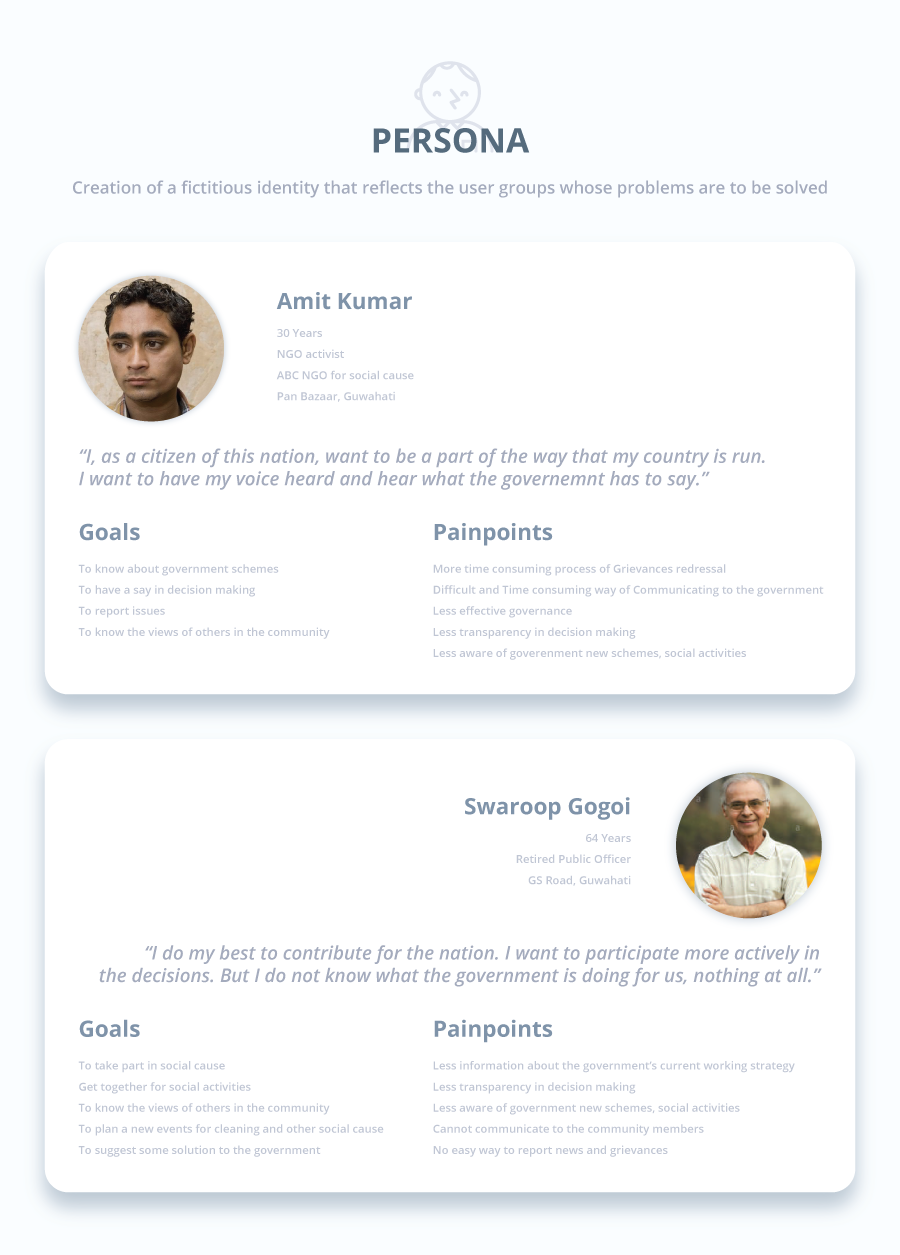 PERSONA
Creation of a fictitious identity that reflects the user groups whose problems are to be solved
Amit Kumar
30 Years
NGO activist
ABC NGO for social cause
Pan Bazaar, Guwahati
“I, as a citizen of this nation, want to be a part of the way that my country is run.
I want to have my voice heard and hear what the governemnt has to say.”
Goals
To know about government schemes
To have a say in decision making
To report issues
To know the views of others in the community
Painpoints
More time consuming process of Grievances redressal
Difficult and Time consuming way of Communicating to the government
Less effective governance
Less transparency in decision making
Less aware of goverenment new schemes, social activities
Swaroop Gogoi
64 Years
Retired Public Officer
GS Road, Guwahati
“I do my best to contribute for the nation. I want to participate more actively in
the decisions. But I do not know what the government is doing for us, nothing at all.”
Goals
To take part in social cause
Get together for social activities
To know the views of others in the community
To plan a new events for cleaning and other social cause
To suggest some solution to the government
Painpoints
Less information about the government’s current working strategy
Less transparency in decision making
Less aware of government new schemes, social activities
Cannot communicate to the community members
No easy way to report news and grievances